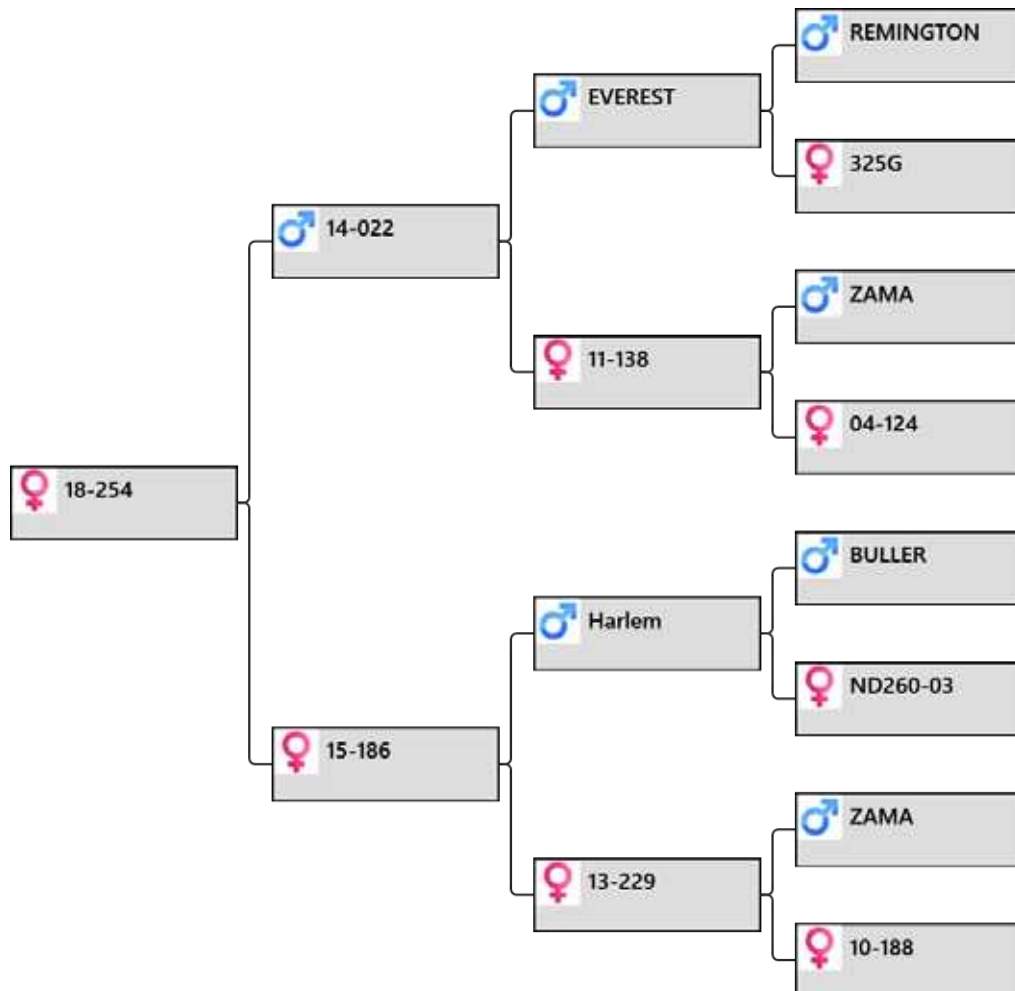 REMINGTON
EVEREST
325G
14-022
ZAMA
11-138
04-124
18-254
BULLER
Harlem
ND260-03
15-186
ZAMA
13-229
10-188